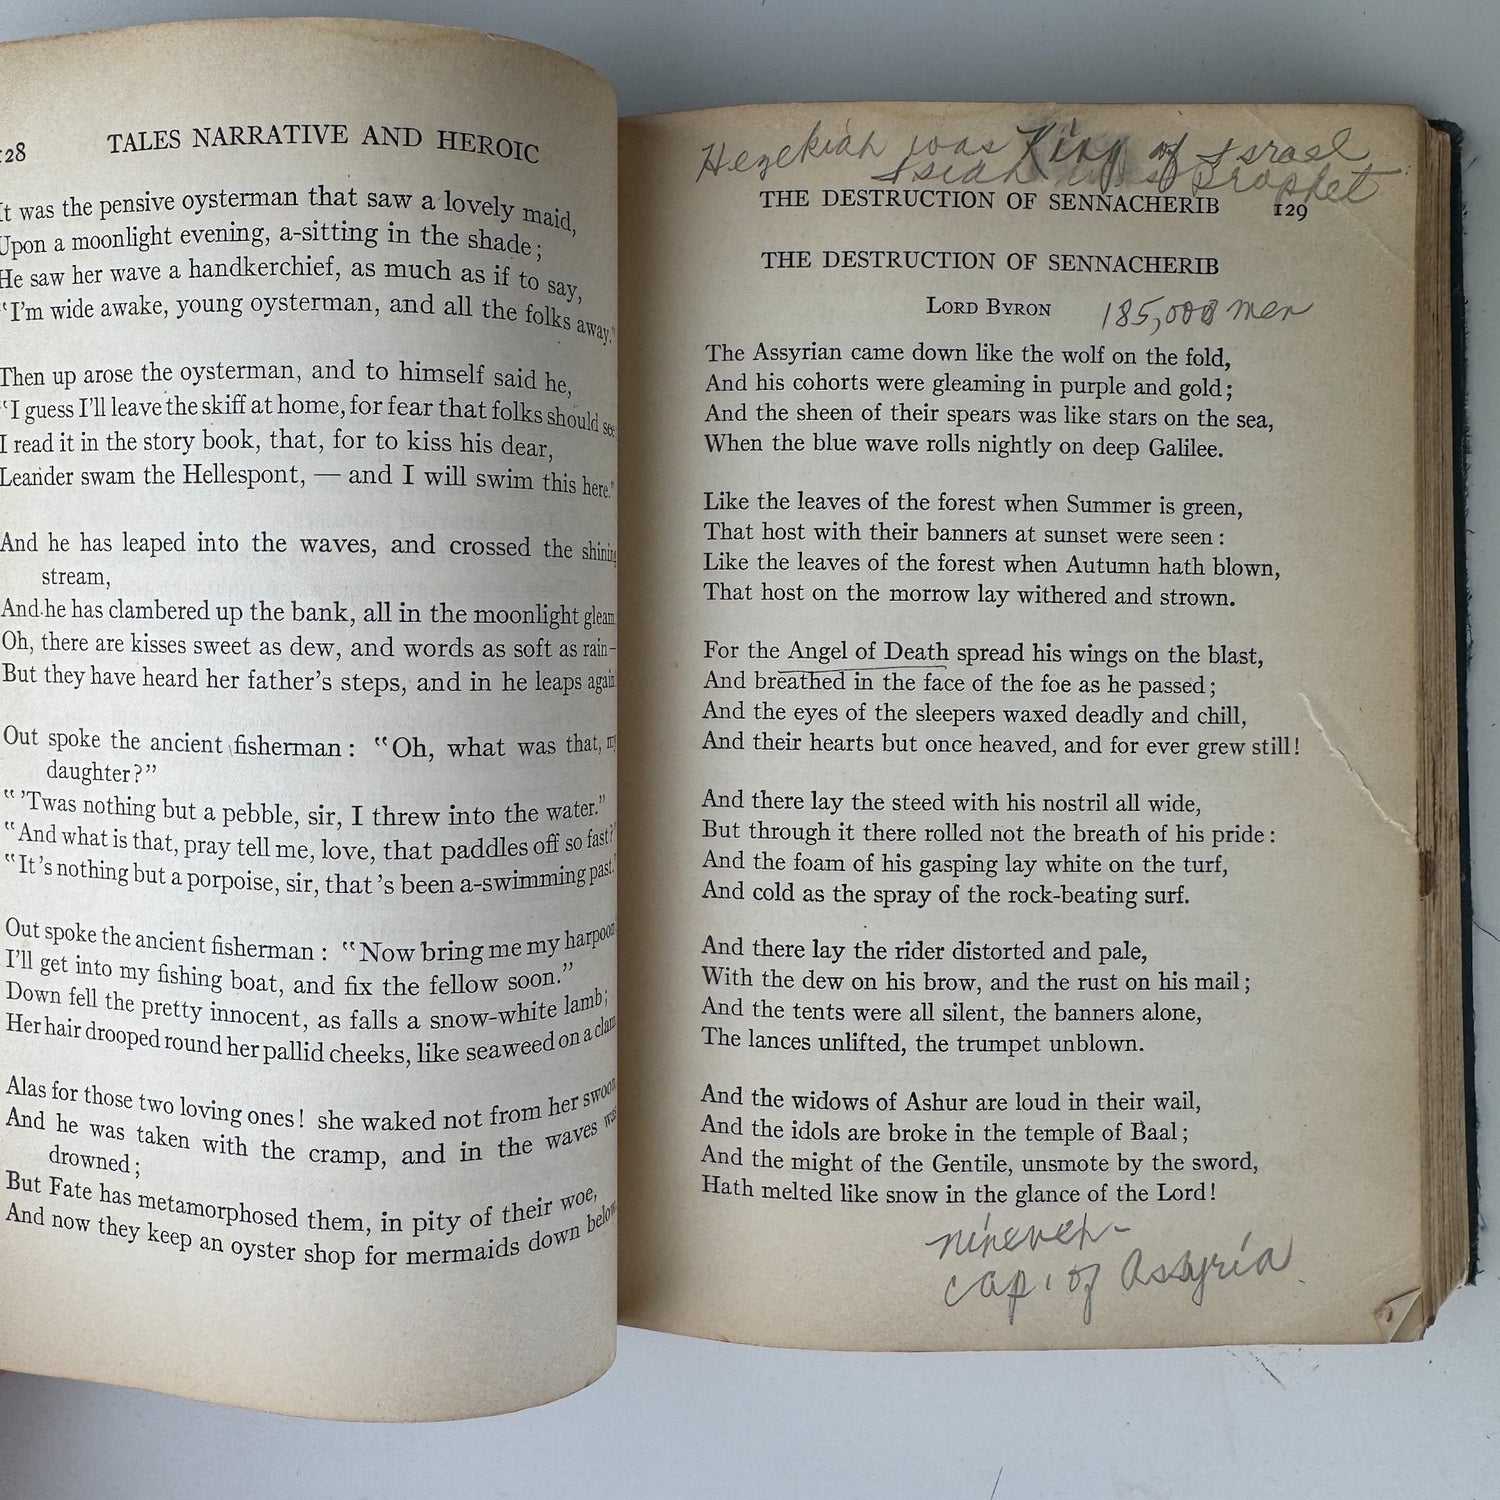 128 TALES NARRATIVE AND HEROIC
It was the pensive oysterman that saw a lovely maid,
Upon a moonlight evening, a-sitting in the shade;
He saw her wave a handkerchief, as much as if to say,
"I'm wide awake, young oysterman, and all the folks away."
Then up arose the oysterman, and to himself said he,
"I guess I'll leave the skiff at home, for fear that folks should see
I read it in the story book, that, for to kiss his dear,
Leander swam the Hellespont, — and I will swim this here."
And he has leaped into the waves, and crossed the shining
stream,
And he has clambered up the bank, all in the moonlight gleam
Oh, there are kisses sweet as dew, and words as soft as rain—
But they have heard her father's steps, and in he leaps again
Out spoke the ancient fisherman: "Oh, what was that, my
daughter?"
"'Twas nothing but a pebble, sir, I threw into the water."
"And what is that, pray tell me, love, that paddles off so fast?"
"It's nothing but a porpoise, sir, that's been a-swimming past."
Out spoke the ancient fisherman: "Now bring me my harpoon
I'll get into my fishing boat, and fix the fellow soon."
Down fell the pretty innocent, as falls a snow-white lamb;
Her hair drooped round her pallid cheeks, like seaweed on a clam
Alas for those two loving ones! she waked not from her swoon
And he was taken with the cramp, and in the waves was
drowned;
But Fate has metamorphosed them, in pity of their woe,
And now they keep an oyster shop for mermaids down below.
Hezekiah was King of Israel
Isiah was prophet
THE DESTRUCTION OF SENNACHERIB 129
THE DESTRUCTION OF SENNACHERIB
LORD BYRON 185,000 men
The Assyrian came down like the wolf on the fold,
And his cohorts were gleaming in purple and gold;
And the sheen of their spears was like stars on the sea,
When the blue wave rolls nightly on deep Galilee.
Like the leaves of the forest when Summer is green,
That host with their banners at sunset were seen:
Like the leaves of the forest when Autumn hath blown,
That host on the morrow lay withered and strown.
For the Angel of Death spread his wings on the blast,
And breathed in the face of the foe as he passed;
And the eyes of the sleepers waxed deadly and chill,
And their hearts but once heaved, and for ever grew still!
And there lay the steed with his nostril all wide,
But through it there rolled not the breath of his pride:
And the foam of his gasping lay white on the turf,
And cold as the spray of the rock-beating surf.
And there lay the rider distorted and pale,
With the dew on his brow, and the rust on his mail;
And the tents were all silent, the banners alone,
The lances unlifted, the trumpet unblown.
And the widows of Ashur are loud in their wail,
And the idols are broke in the temple of Baal;
And the might of the Gentile, unsmote by the sword,
Hath melted like snow in the glance of the Lord!
nineveh -
cap. of Assyria